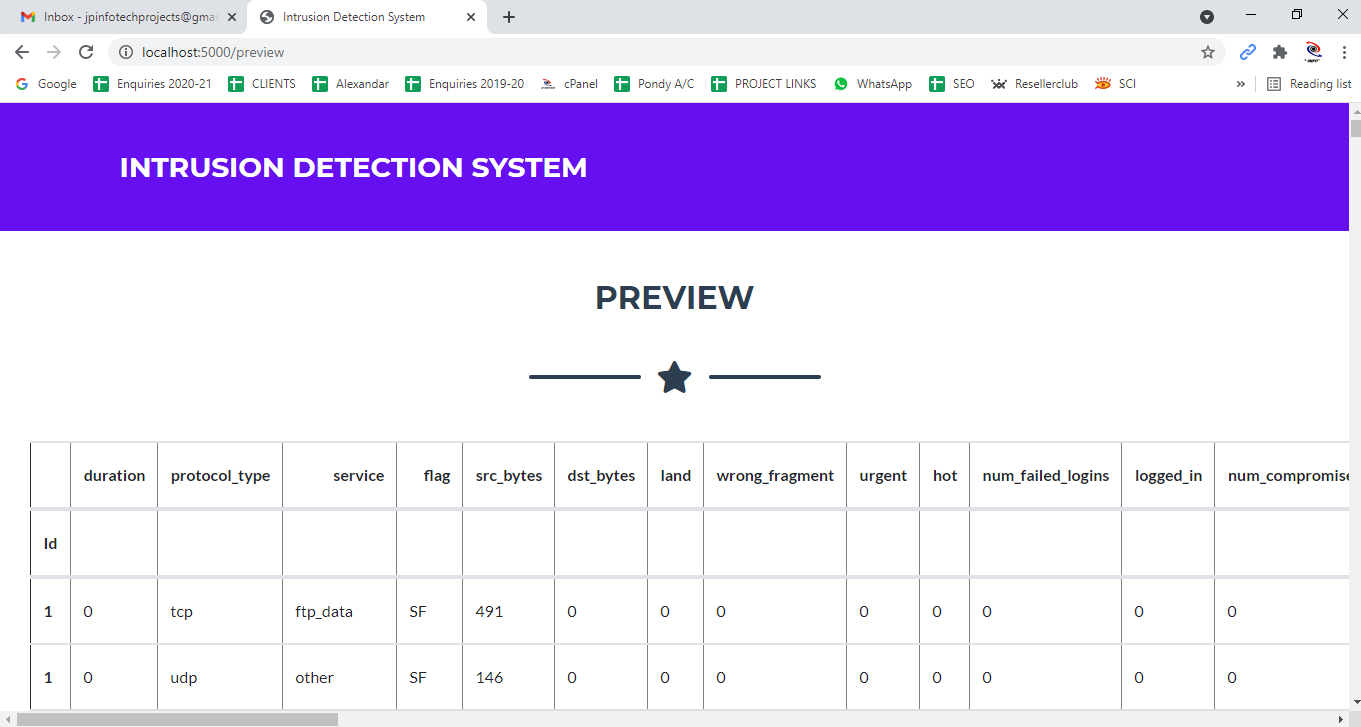 Inbox - jpinfotechprojects@gmai
Intrusion Detection System
localhost:5000/preview
Google Enquiries 2020-21 CLIENTS Alexandar Enquiries 2019-20 cPanel Pondy A/C PROJECT LINKS WhatsApp SEO Resellerclub SCI » Reading list
INTRUSION DETECTION SYSTEM
PREVIEW
duration protocol_type service flag src_bytes dst_bytes land wrong_fragment urgent hot num_failed_logins logged_in num_compromise
Id
1 0 tcp ftp_data SF 491 0 0 0 0 0 0 0 0
1 0 udp other SF 146 0 0 0 0 0 0 0 0